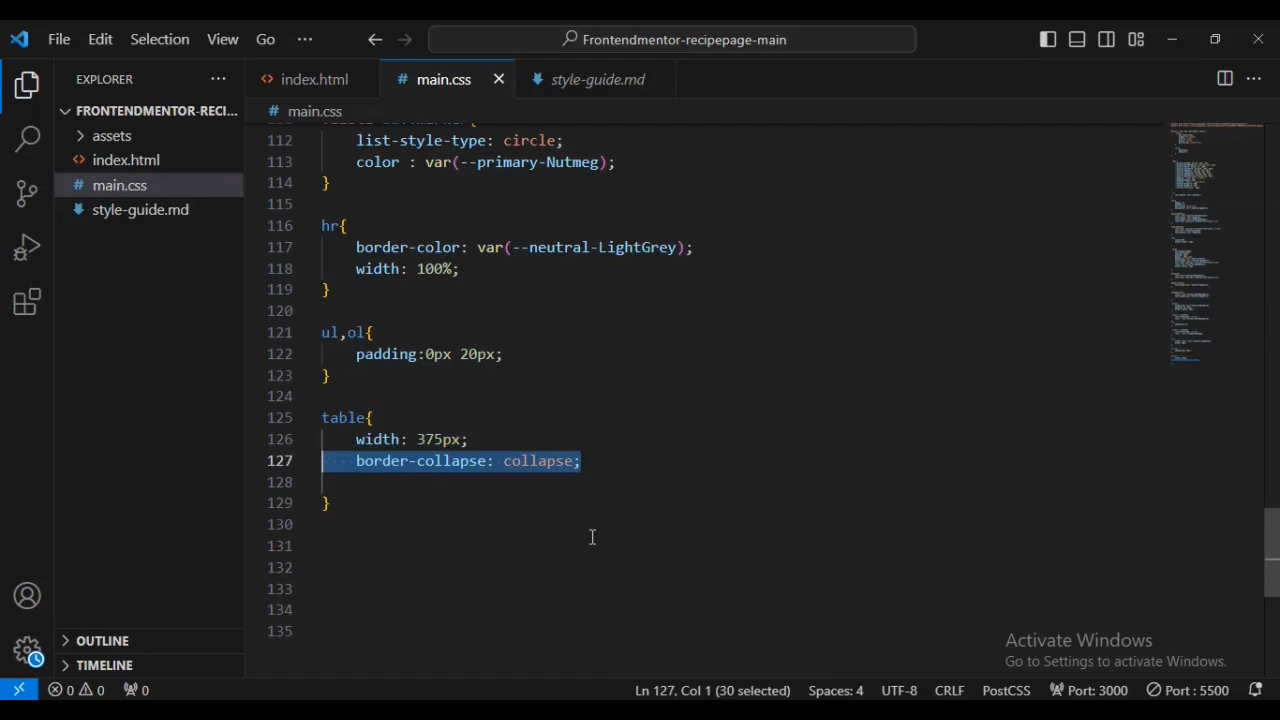 File Edit Selection View Go ···
Frontendmentor-recipepage-main
EXPLORER ···
index.html
main.css
style-guide.md
FRONTENDMENTOR-RECI...
assets
index.html
main.css
style-guide.md
# main.css
112 list-style-type: circle;
113 color : var(--primary-Nutmeg);
114 }
115
116 hr{
117 border-color: var(--neutral-LightGrey);
118 width: 100%;
119 }
120
121 ul,ol{
122 padding:0px 20px;
123 }
124
125 table{
126 width: 375px;
127 border-collapse: collapse;
128
129 }
130
131
132
133
134
135
OUTLINE
TIMELINE
Activate Windows
Go to Settings to activate Windows.
0 0 0 Ln 127, Col 1 (30 selected) Spaces: 4 UTF-8 CRLF PostCSS Port: 3000 Port : 5500